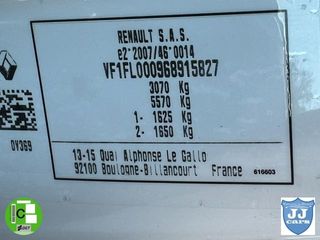 RENAULT S.A.S.
e2*2007/46*0014
VF1FL000968915827
3070 Kg
5570 Kg
1- 1625 Kg
2- 1650 Kg
0V369
13-15 Quai Alphonse Le Gallo
92100 Boulogne-Billancourt France
616603
C
JJ
cars